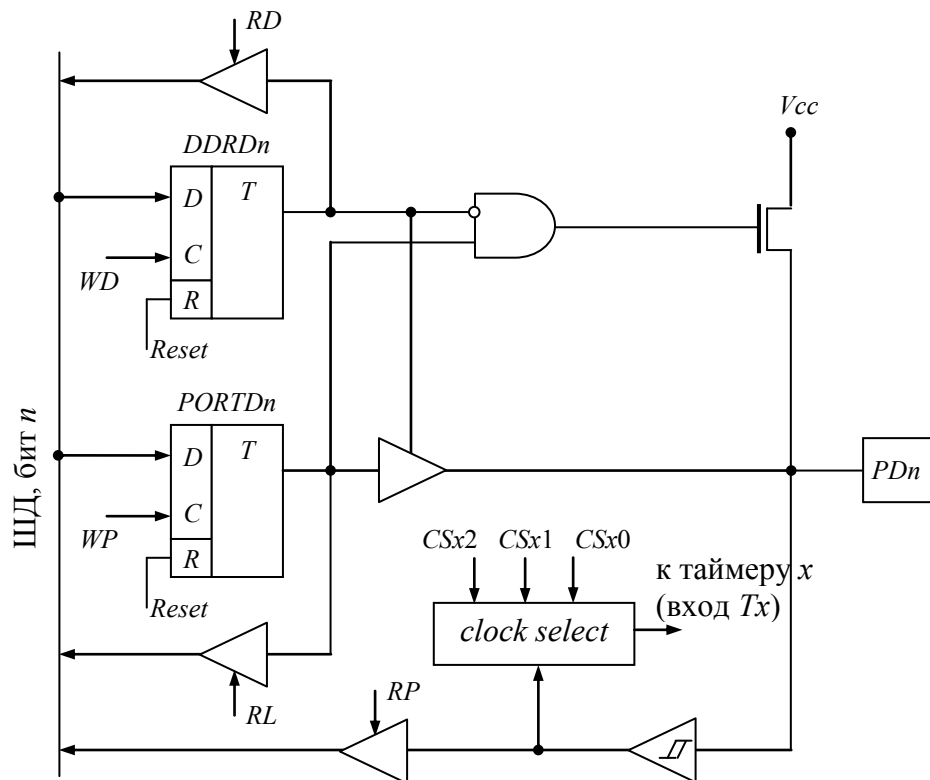 RD
Vcc
DDRDn
D
T
C
WD
R
Reset
PORTDn
D
T
C
WP
R
Reset
ШД, бит n
PDn
CSx2
CSx1
CSx0
к таймеру x
(вход Tx)
clock select
RL
RP